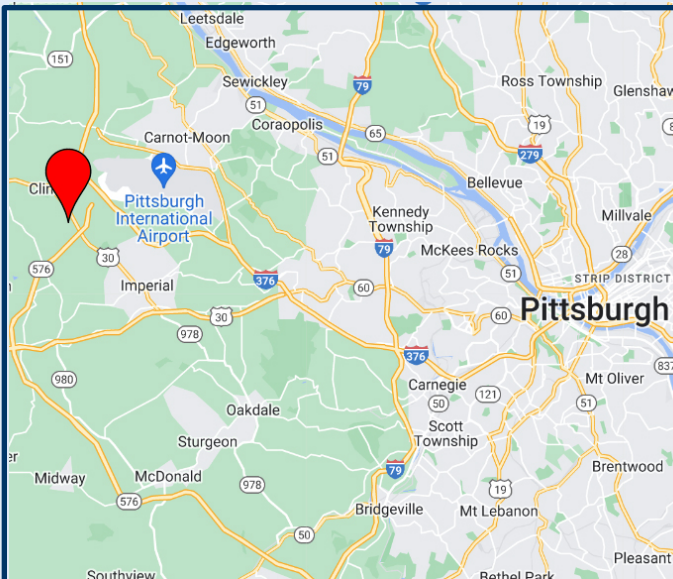 Leetsdale
Edgeworth
151
79
Ross Township
Sewickley
Glenshaw
51
19
Coraopolis
65
Carnot-Moon
51
279
Bellevue
Clin
Pittsburgh
International
Airport
Kennedy
Township
Millvale
79
McKees Rocks
28
30
576
51
STRIP DISTRICT
376
Imperial
60
Pittsburgh
30
60
978
376
837
980
Carnegie
Mt Oliver
121
50
51
Oakdale
Scott
Township
Sturgeon
79
Brentwood
Midway
McDonald
978
19
576
Bridgeville
Mt Lebanon
50
Pleasant
Southview
Bethel Park